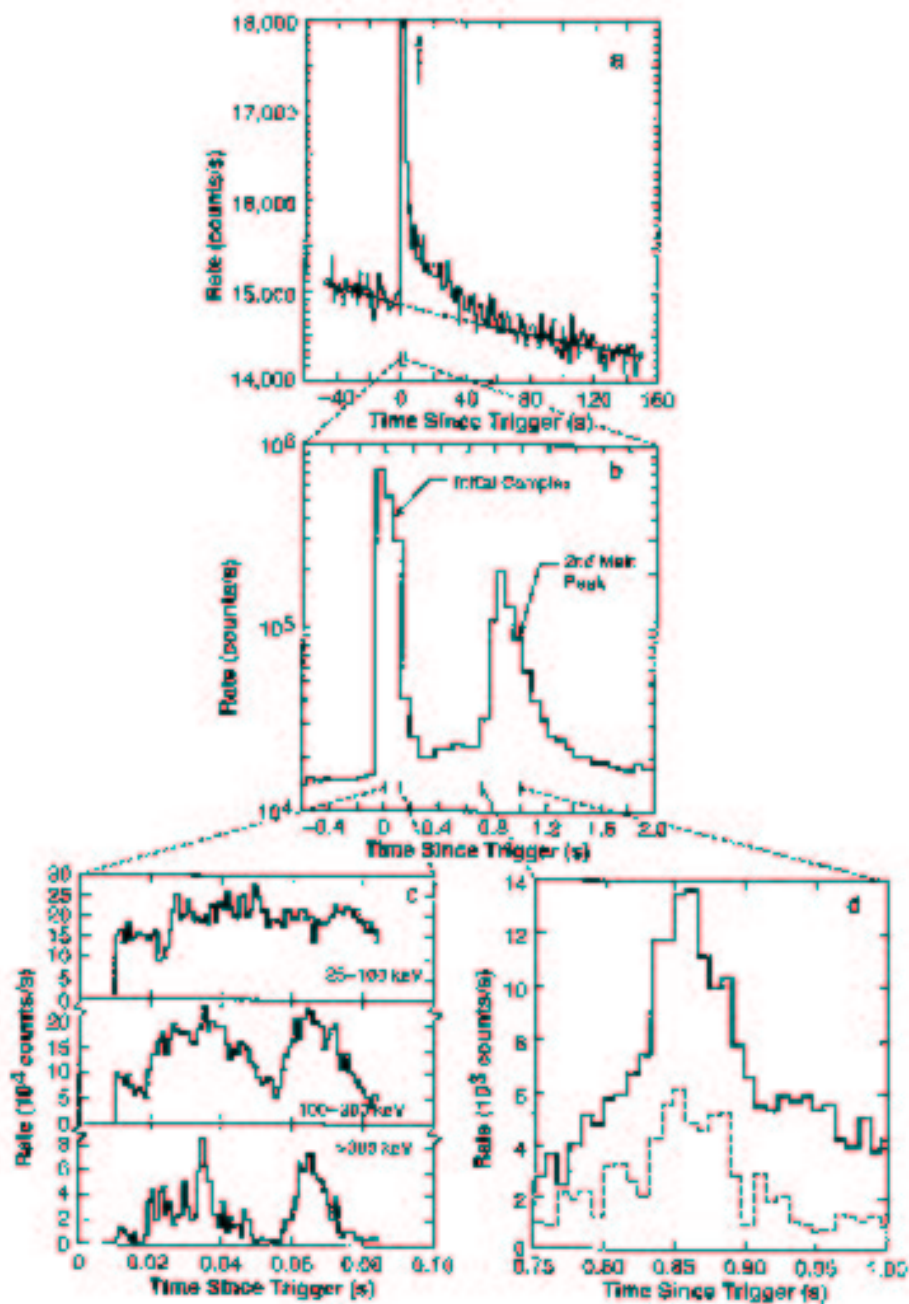 18,000
17,000
16,000
15,000
14,000
Rate (counts/s)
a
-40 0 40 80 120 160
Time Since Trigger (s)
10^6
10^5
10^4
Rate (counts/s)
b
Initial Complex
2nd Main
Peak
-0.4 0 0.4 0.8 1.2 1.6 2.0
Time Since Trigger (s)
30
25
20
15
10
5
0
c
25-100 keV
20
15
10
5
0
100-300 keV
8
6
4
2
0
>300 keV
Rate (10^4 counts/s)
0 0.02 0.04 0.06 0.08 0.10
Time Since Trigger (s)
14
12
10
8
6
4
2
0
d
Rate (10^3 counts/s)
0.75 0.80 0.85 0.90 0.95 1.00
Time Since Trigger (s)